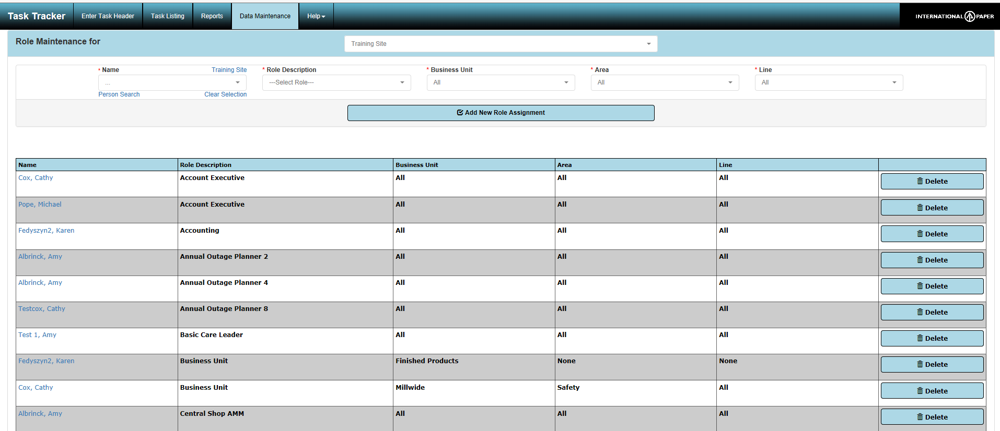 Task Tracker Enter Task Header Task Listing Reports Data Maintenance Help INTERNATIONAL PAPER
Role Maintenance for Training Site
* Name Training Site * Role Description * Business Unit * Area * Line
... ---Select Role--- All All All
Person Search Clear Selection
Add New Role Assignment
Name Role Description Business Unit Area Line
Cox, Cathy Account Executive All All All Delete
Pope, Michael Account Executive All All All Delete
Fedyszyn2, Karen Accounting All All All Delete
Albrinck, Amy Annual Outage Planner 2 All All All Delete
Albrinck, Amy Annual Outage Planner 4 All All All Delete
Testcox, Cathy Annual Outage Planner 8 All All All Delete
Test 1, Amy Basic Care Leader All All All Delete
Fedyszyn2, Karen Business Unit Finished Products None None Delete
Cox, Cathy Business Unit Millwide Safety All Delete
Albrinck, Amy Central Shop AMM All All All Delete